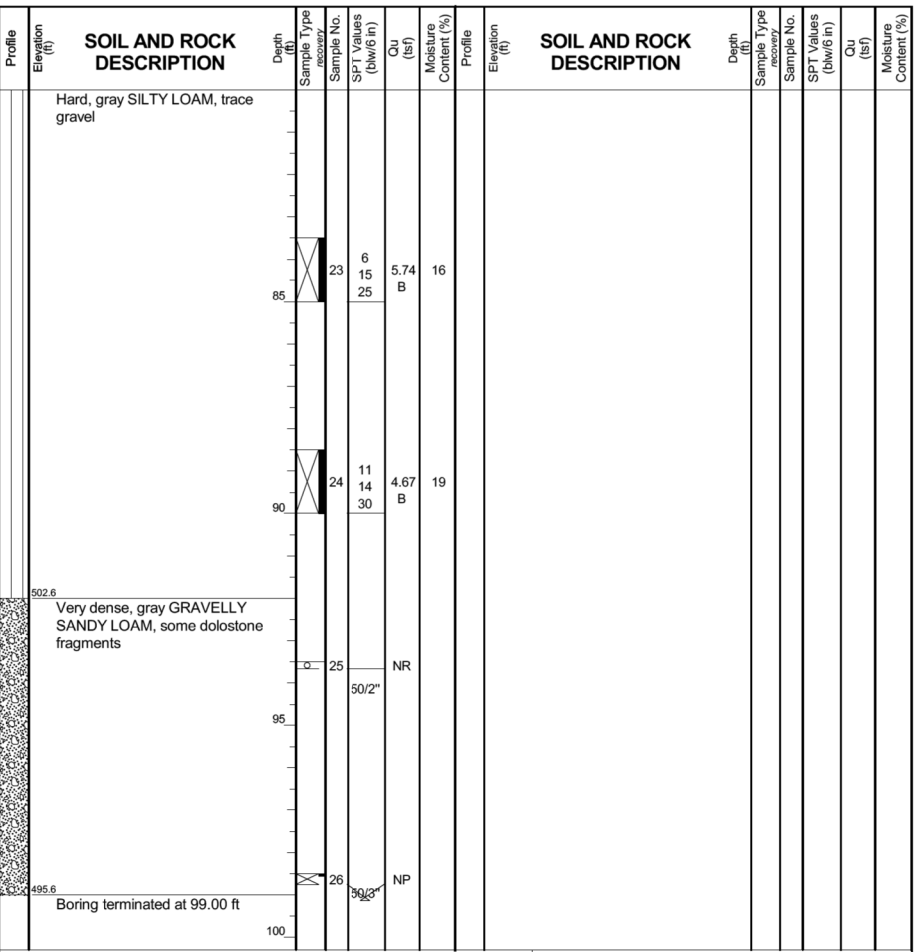 Profile
Elevation
(ft)
SOIL AND ROCK
DESCRIPTION
Depth
(ft)
Sample Type
recovery
Sample No.
SPT Values
(blw/6 in)
Qu
(tsf)
Moisture
Content (%)
Profile
Elevation
(ft)
SOIL AND ROCK
DESCRIPTION
Depth
(ft)
Sample Type
recovery
Sample No.
SPT Values
(blw/6 in)
Qu
(tsf)
Moisture
Content (%)
Hard, gray SILTY LOAM, trace
gravel
6
23 15 5.74 16
85 25 B
11
24 14 4.67 19
90 30 B
502.6
Very dense, gray GRAVELLY
SANDY LOAM, some dolostone
fragments
25 NR
50/2"
95
26 NP
50/3"
495.6
Boring terminated at 99.00 ft
100